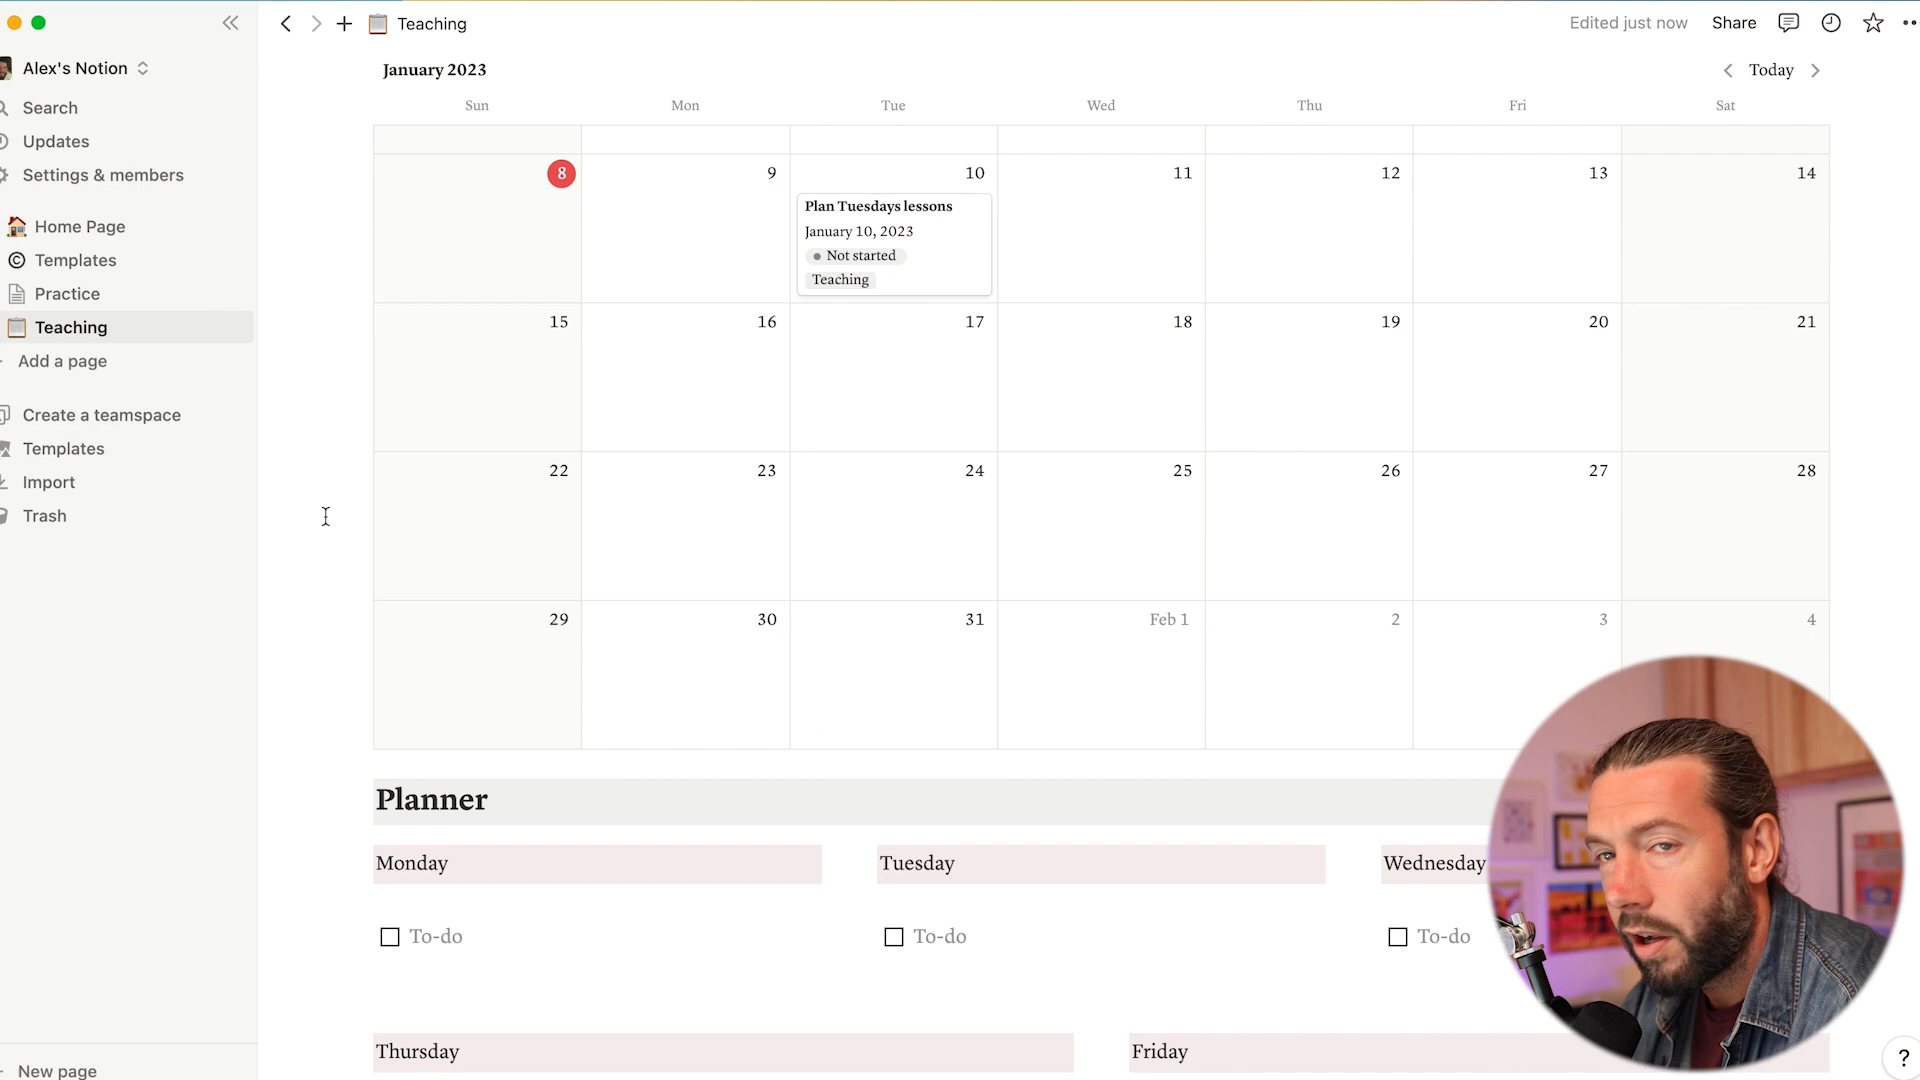 Teaching
Edited just now
Share
Alex's Notion
Search
Updates
Settings & members
Home Page
Templates
Practice
Teaching
Add a page
Create a teamspace
Templates
Import
Trash
New page
January 2023
Today
Sun Mon Tue Wed Thu Fri Sat
8 9 10 11 12 13 14
Plan Tuesdays lessons
January 10, 2023
Not started
Teaching
15 16 17 18 19 20 21
22 23 24 25 26 27 28
29 30 31 Feb 1 2 3 4
Planner
Monday Tuesday Wednesday
To-do To-do To-do
Thursday Friday
?